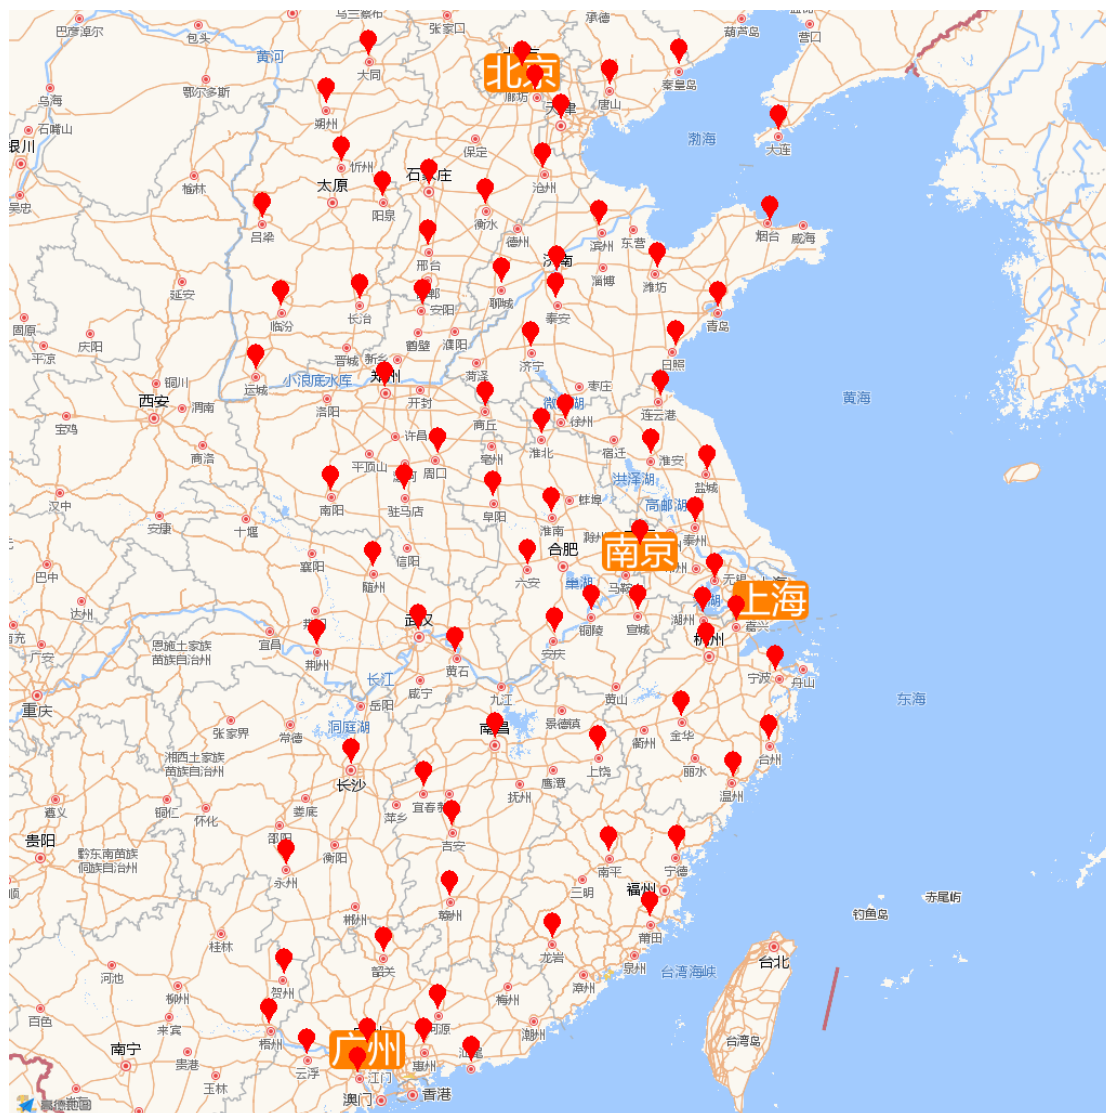 乌兰察布
张家口
承德
葫芦岛
营口
巴彦淖尔
包头
黄河
大同
北京
唐山
秦皇岛
乌海
鄂尔多斯
廊坊
天津
朔州
渤海
大连
石嘴山
银川
忻州
保定
榆林
太原
石家庄
沧州
吴忠
阳泉
衡水
吕梁
德州
滨州
东营
烟台
威海
邢台
济南
淄博
潍坊
延安
聊城
泰安
临汾
长治
邯郸
安阳
青岛
固原
庆阳
平凉
晋城
新乡
鹤壁
濮阳
济宁
日照
运城
小浪底水库
郑州
菏泽
枣庄
铜川
西安
渭南
洛阳
开封
商丘
微山湖
徐州
连云港
黄海
宝鸡
商洛
许昌
平顶山
周口
亳州
淮北
宿迁
淮安
洪泽湖
盐城
汉中
南阳
漯河
驻马店
阜阳
蚌埠
淮南
高邮湖
安康
十堰
信阳
滁州
泰州
南京
襄阳
合肥
巴中
随州
六安
巢湖
马鞍山
无锡
上海
达州
荆门
武汉
铜陵
宣城
湖州
嘉兴
南充
广安
恩施土家族
苗族自治州
宜昌
荆州
黄石
安庆
杭州
长江
咸宁
宁波
舟山
重庆
岳阳
九江
黄山
东海
张家界
常德
洞庭湖
南昌
景德镇
衢州
金华
湘西土家族
苗族自治州
长沙
上饶
丽水
台州
鹰潭
抚州
温州
遵义
铜仁
怀化
娄底
萍乡
宜春
贵阳
黔东南苗族
侗族自治州
邵阳
衡阳
吉安
永州
南平
宁德
三明
福州
郴州
赣州
钓鱼岛
赤尾屿
桂林
莆田
韶关
龙岩
泉州
台湾海峡
台北
河池
贺州
柳州
漳州
梅州
百色
来宾
梧州
河源
潮州
台湾岛
南宁
贵港
云浮
广州
惠州
汕尾
玉林
江门
香港
澳门
高德地图